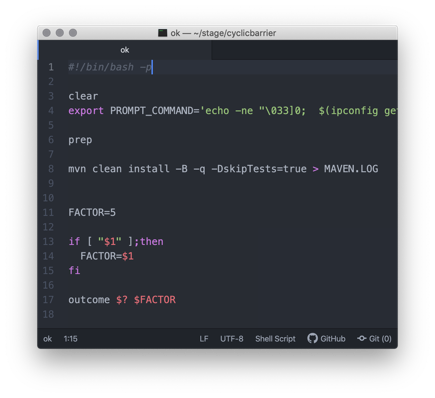 ok — ~/stage/cyclicbarrier
ok
1 #!/bin/bash -p
2
3 clear
4 export PROMPT_COMMAND='echo -ne "\033]0;  $(ipconfig get
5
6 prep
7
8 mvn clean install -B -q -DskipTests=true > MAVEN.LOG
9
10
11 FACTOR=5
12
13 if [ "$1" ];then
14   FACTOR=$1
15 fi
16
17 outcome $? $FACTOR
18
ok 1:15 LF UTF-8 Shell Script GitHub Git (0)